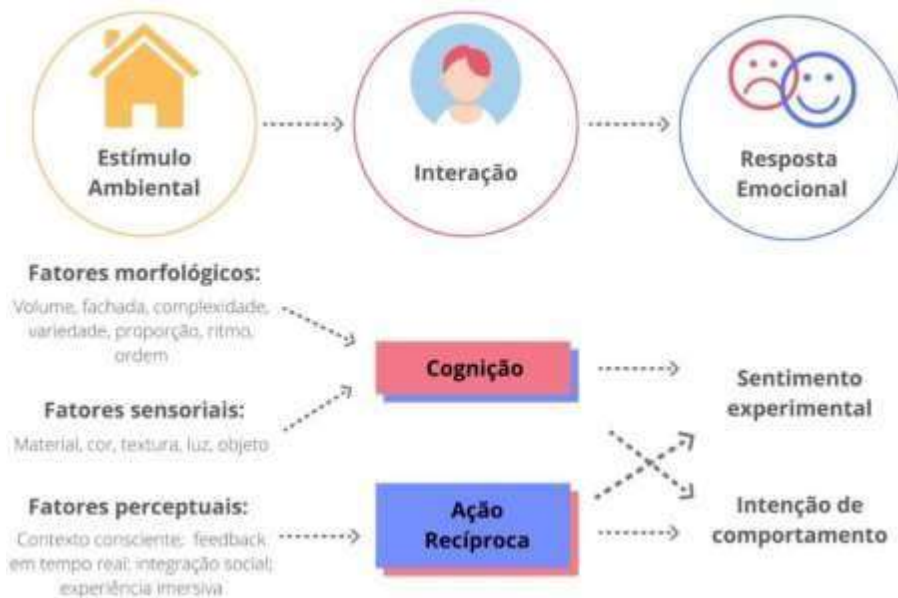 Estímulo
Ambiental
Interação
Resposta
Emocional
Fatores morfológicos:
Volume, fachada, complexidade,
variedade, proporção, ritmo,
ordem
Fatores sensoriais:
Material, cor, textura, luz, objeto
Fatores perceptuais:
Contexto consciente; feedback
em tempo real; integração social;
experiência imersiva
Cognição
Ação
Recíproca
Sentimento
experimental
Intenção de
comportamento